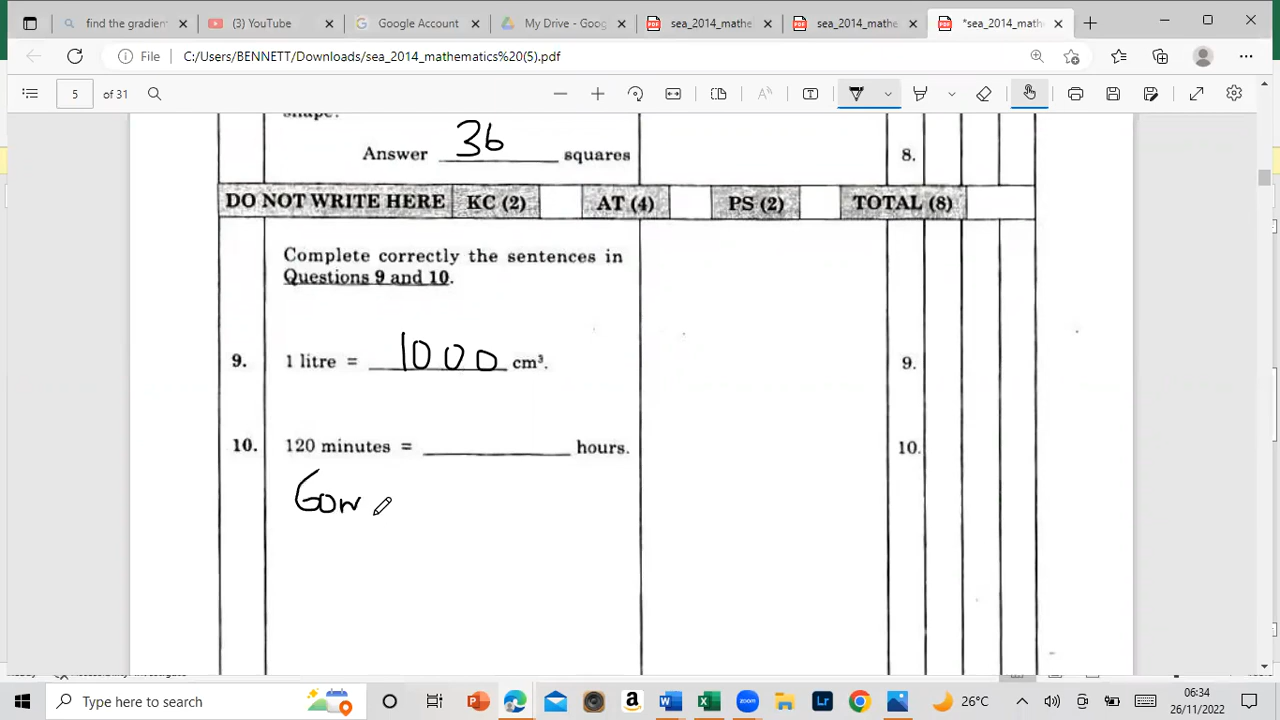 find the gradient
(3) YouTube
Google Account
My Drive - Goog
sea_2014_mathe
sea_2014_mathe
*sea_2014_math
File
C:/Users/BENNETT/Downloads/sea_2014_mathematics%20(5).pdf
5 of 31
shape.
Answer 36 squares
8.
DO NOT WRITE HERE KC (2) AT (4) PS (2) TOTAL (8)
Complete correctly the sentences in
Questions 9 and 10.
9. 1 litre = 1000 cm³.
9.
10. 120 minutes = ____ hours.
10.
60m
Type here to search
26°C
06:34
26/11/2022